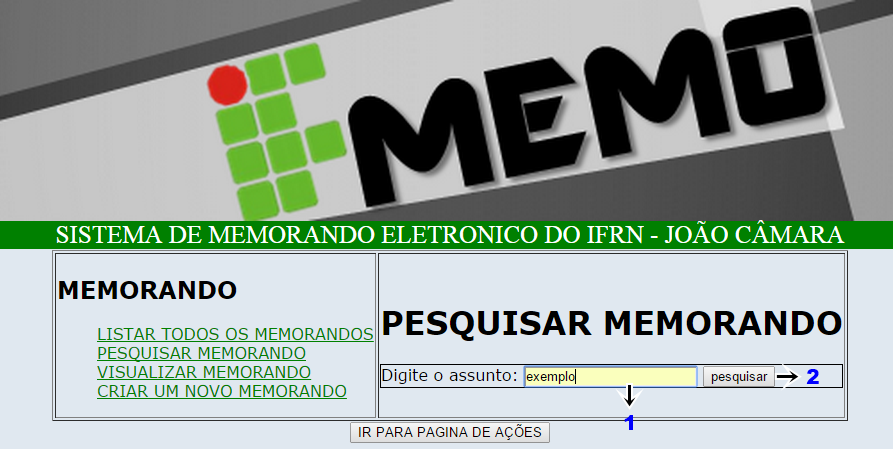 MEMO
SISTEMA DE MEMORANDO ELETRONICO DO IFRN - JOÃO CÂMARA
MEMORANDO
LISTAR TODOS OS MEMORANDOS
PESQUISAR MEMORANDO
VISUALIZAR MEMORANDO
CRIAR UM NOVO MEMORANDO
PESQUISAR MEMORANDO
Digite o assunto: exemplo pesquisar 2
1
IR PARA PAGINA DE AÇÕES